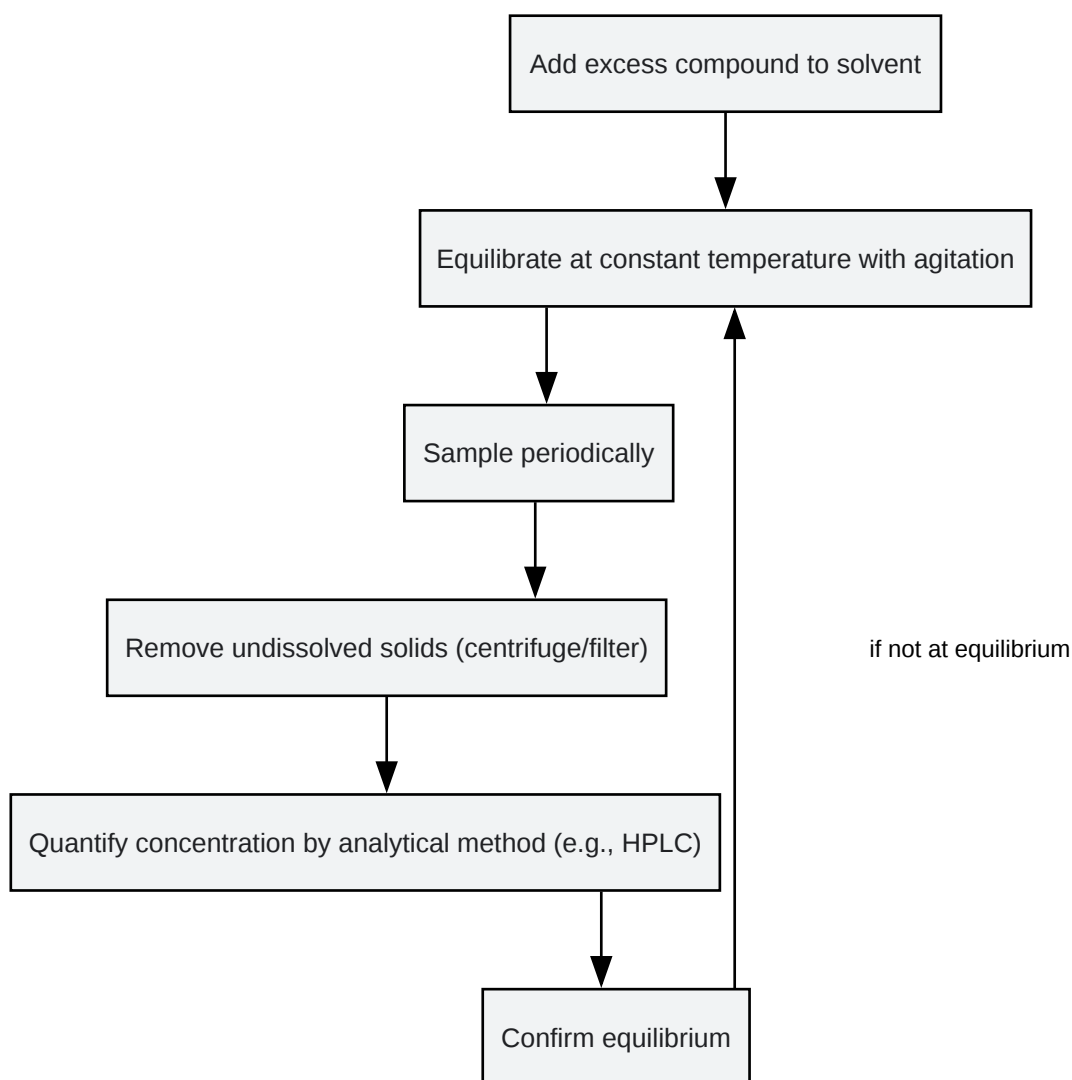 Add excess compound to solvent
Equilibrate at constant temperature with agitation
Sample periodically
Remove undissolved solids (centrifuge/filter)
if not at equilibrium
Quantify concentration by analytical method (e.g., HPLC)
Confirm equilibrium